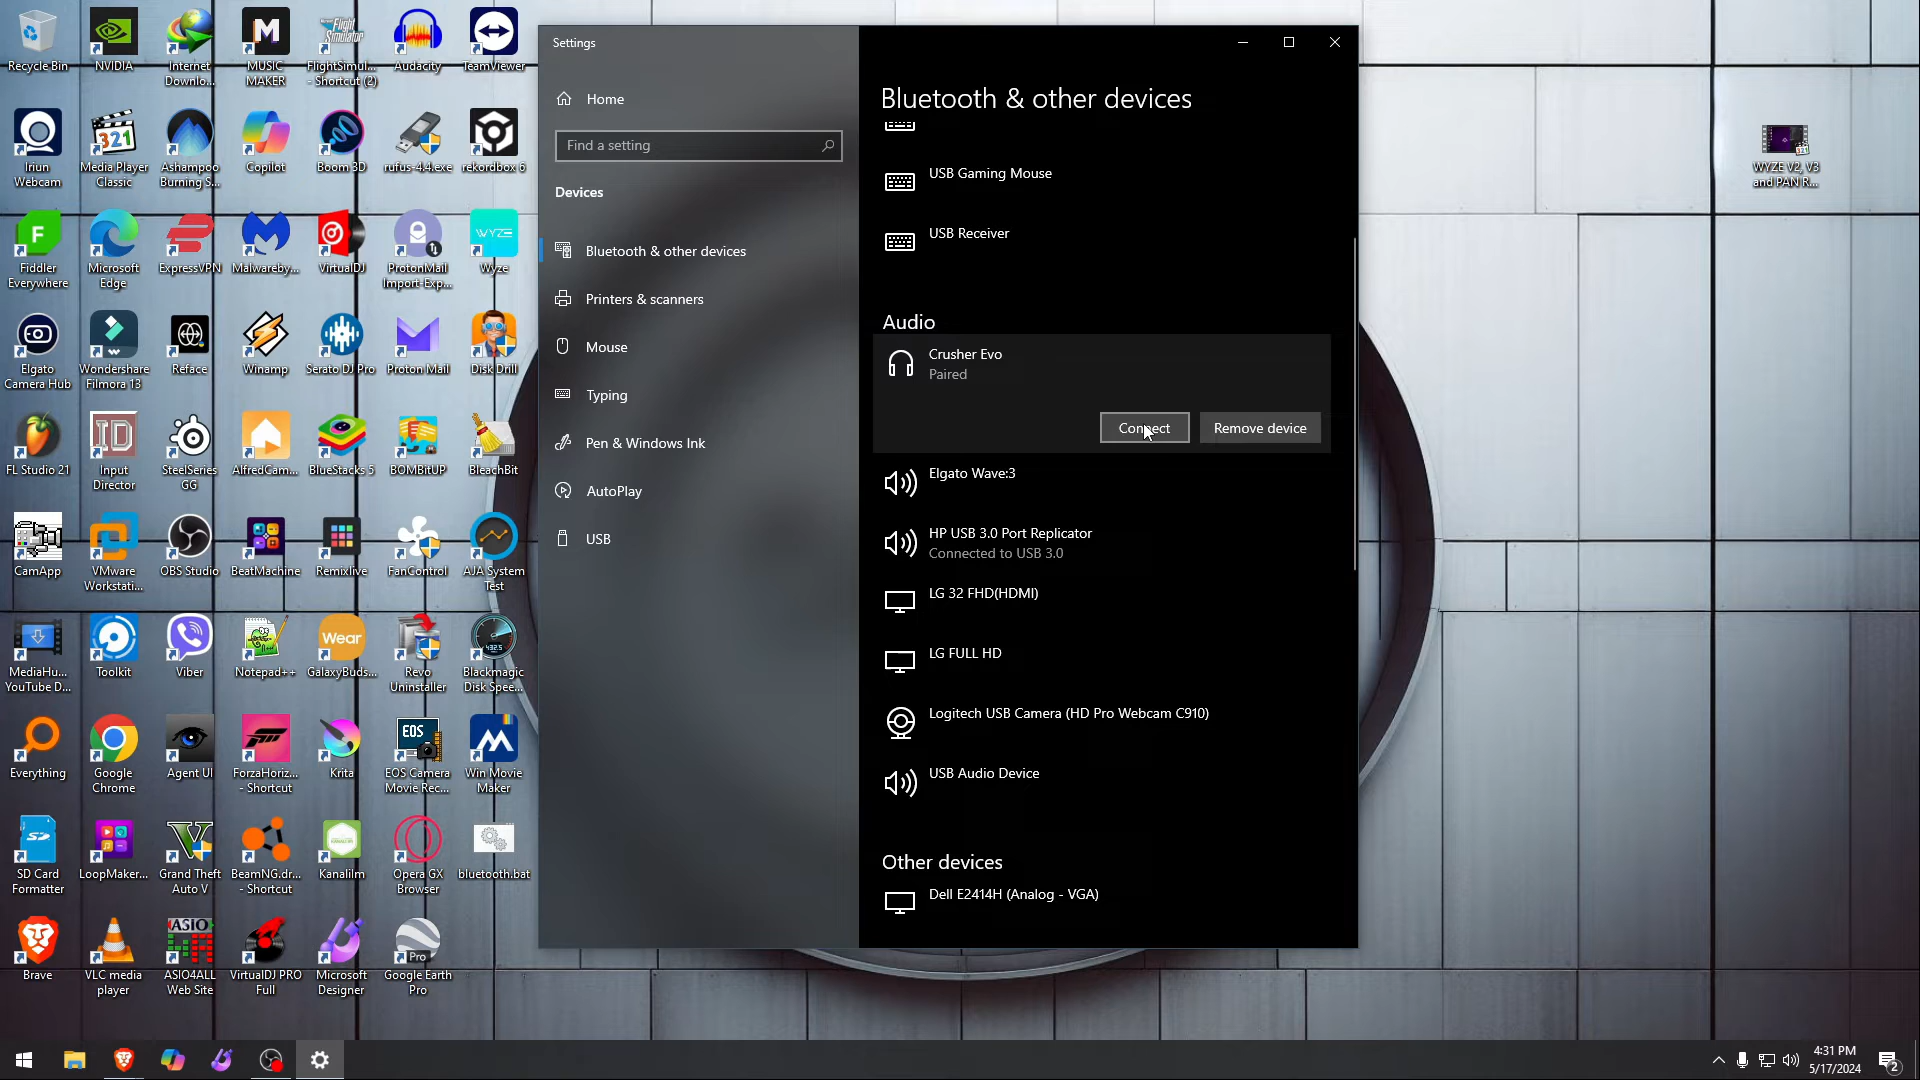 Recycle Bin
NVIDIA
Internet
Downlo...
MUSIC
MAKER
FlightSimul...
- Shortcut (2)
Audacity
TeamViewer
Iriun
Webcam
Media Player
Classic
Ashampoo
Burning S...
Copilot
Boom 3D
rufus-4.4.exe
rekordbox 6
Fiddler
Everywhere
Microsoft
Edge
ExpressVPN
Malwareby...
VirtualDJ
ProtonMail
Import-Exp...
WYZE
Wyze
Elgato
Camera Hub
Wondershare
Filmora 13
Reface
Winamp
Serato DJ Pro
Proton Mail
Disk Drill
FL Studio 21
Input
Director
SteelSeries
GG
AlfredCam...
BlueStacks 5
BOMBitUP
BleachBit
CamApp
VMware
Workstati...
OBS Studio
BeatMachine
Remixlive
FanControl
AJA System
Test
MediaHu...
YouTube D...
Toolkit
Viber
Notepad++
Wear
GalaxyBuds...
Revo
Uninstaller
Blackmagic
Disk Spee...
Everything
Google
Chrome
Agent UI
ForzaHoriz...
- Shortcut
Krita
EOS
EOS Camera
Movie Rec...
Win Movie
Maker
SD Card
Formatter
LoopMaker...
Grand Theft
Auto V
BeamNG.dr...
- Shortcut
Kanalilm
Opera GX
Browser
bluetooth.bat
Brave
VLC media
player
ASIO
4ALL
ASIO4ALL
Web Site
VirtualDJ PRO
Full
Microsoft
Designer
Pro
Google Earth
Pro
Settings
Home
Find a setting
Devices
Bluetooth & other devices
Printers & scanners
Mouse
Typing
Pen & Windows Ink
AutoPlay
USB
Bluetooth & other devices
USB Gaming Mouse
USB Receiver
Audio
Crusher Evo
Paired
Connect
Remove device
Elgato Wave:3
HP USB 3.0 Port Replicator
Connected to USB 3.0
LG 32 FHD(HDMI)
LG FULL HD
Logitech USB Camera (HD Pro Webcam C910)
USB Audio Device
Other devices
Dell E2414H (Analog - VGA)
WYZE V2, V3
and PAN R...
4:31 PM
5/17/2024
2